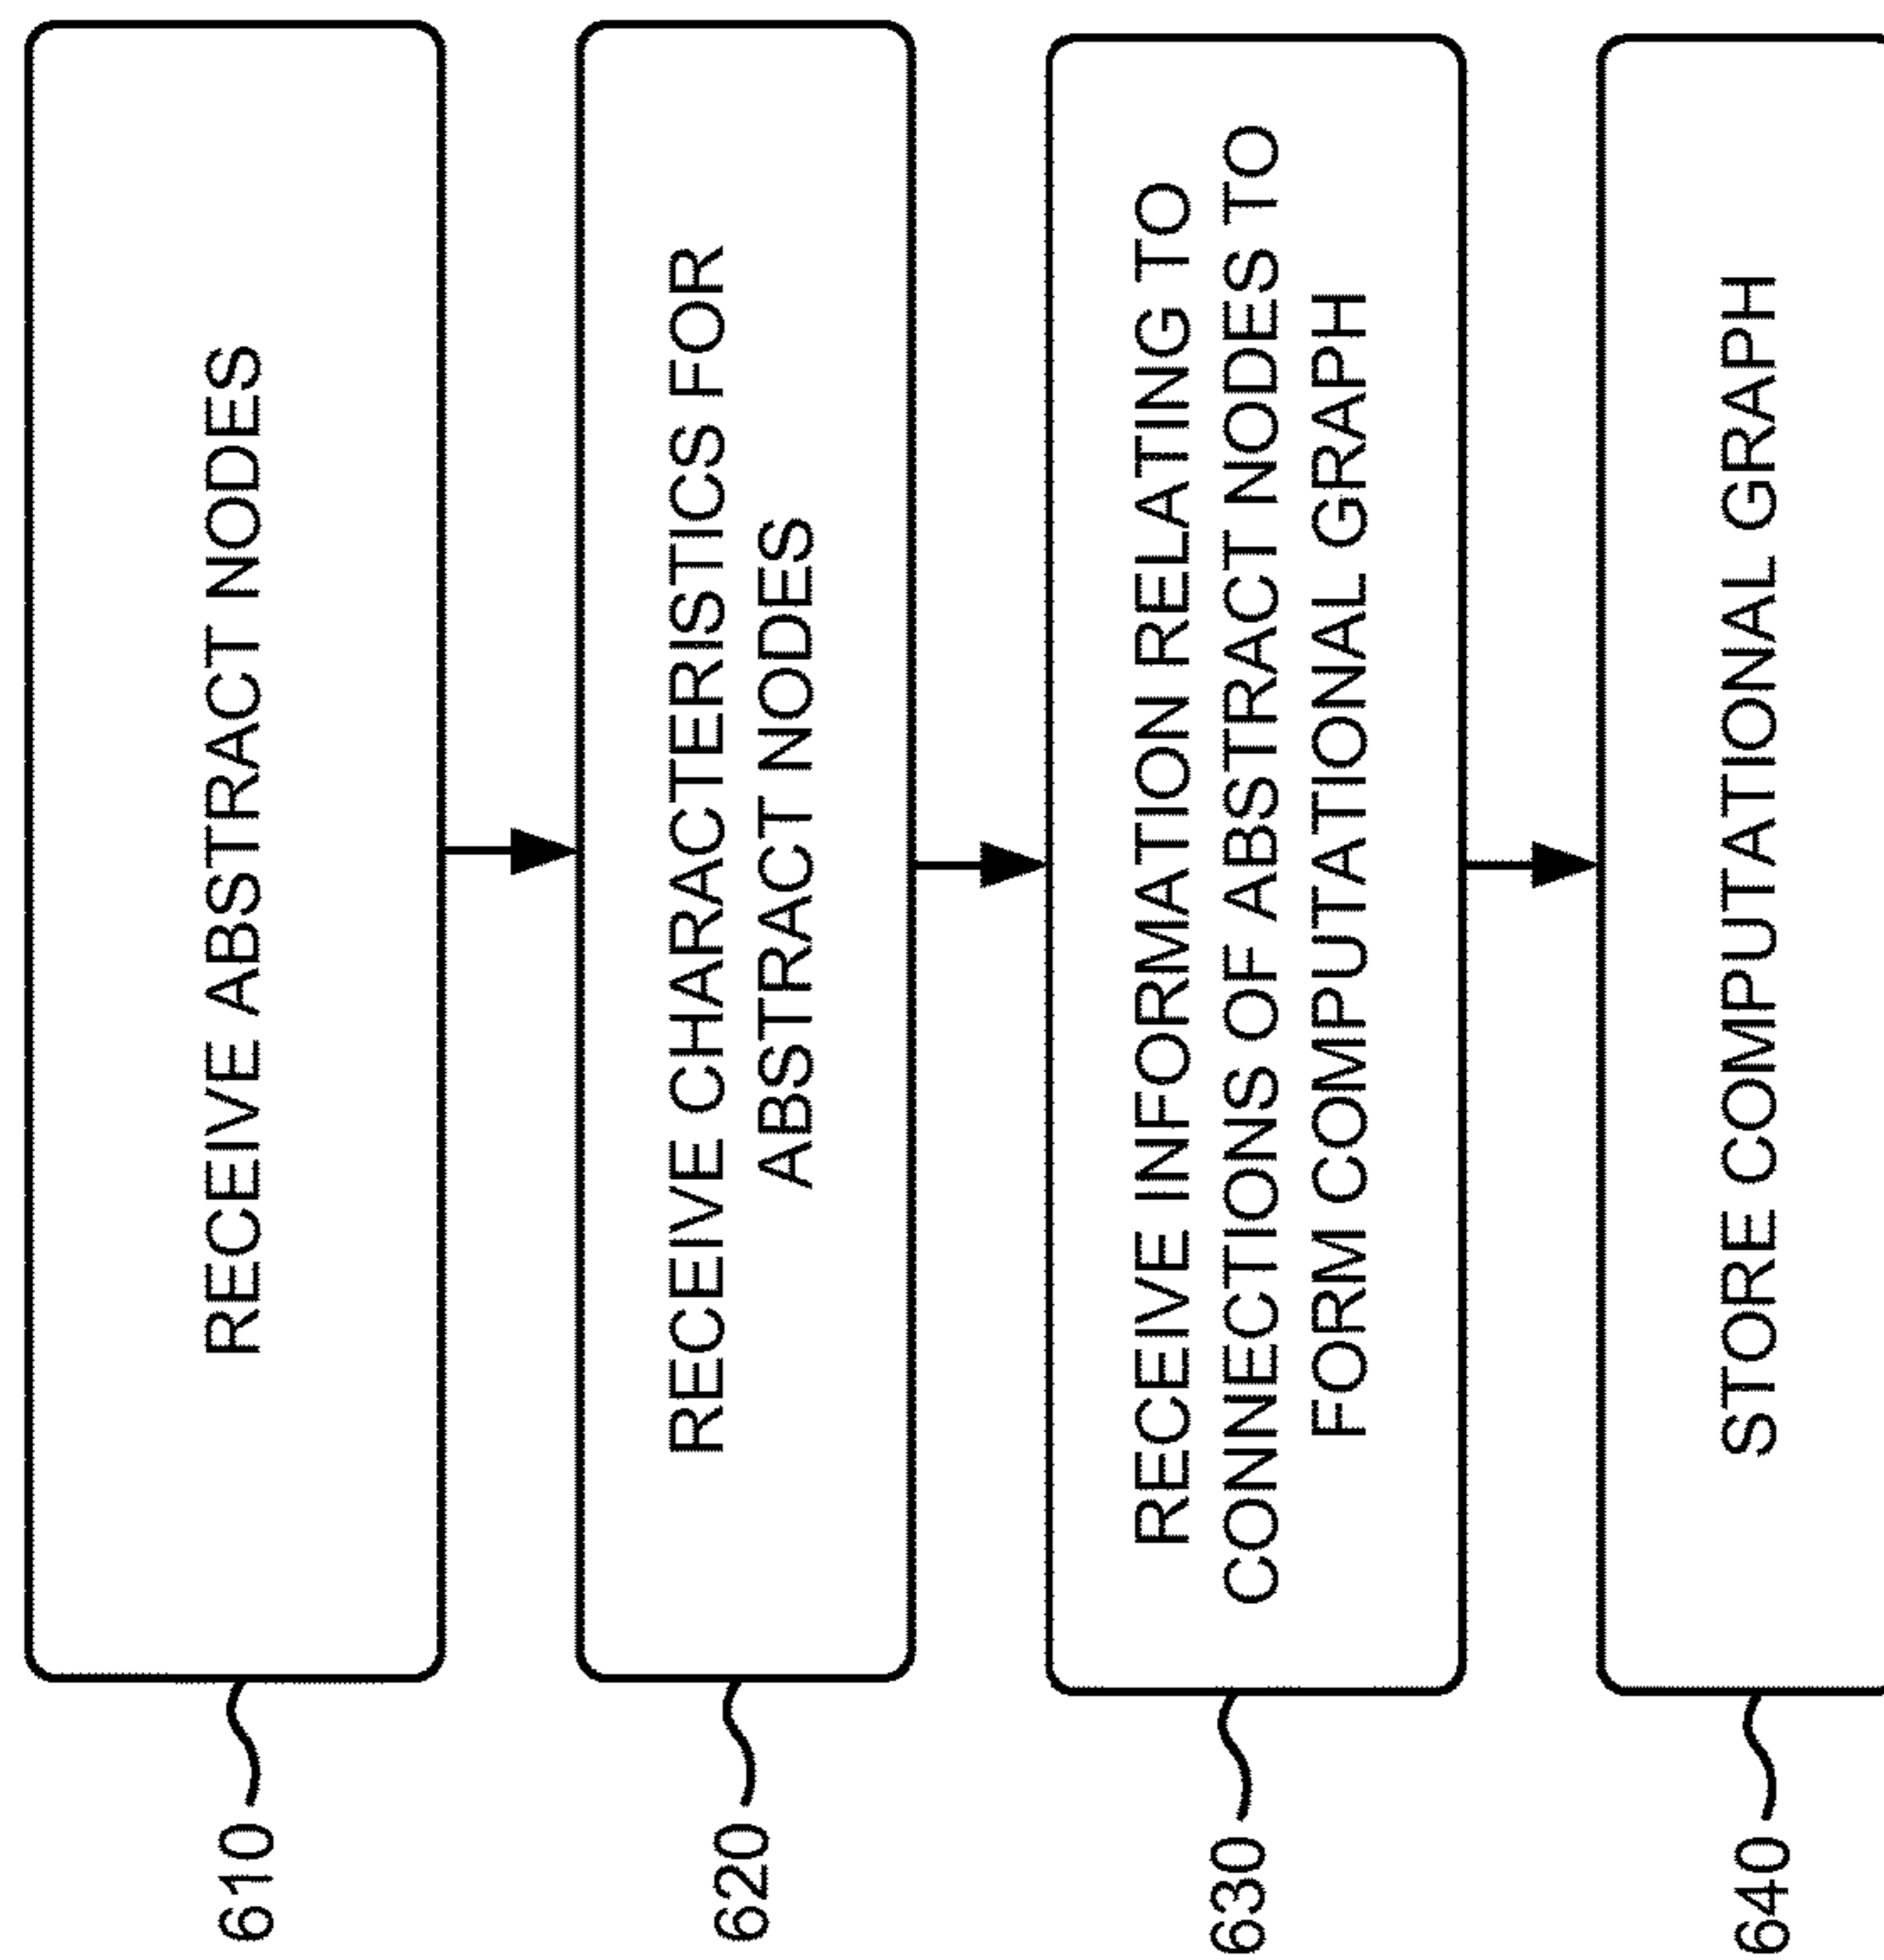 610
RECEIVE ABSTRACT NODES
620
RECEIVE CHARACTERISTICS FOR
ABSTRACT NODES
630
RECEIVE INFORMATION RELATING TO
CONNECTIONS OF ABSTRACT NODES TO
FORM COMPUTATIONAL GRAPH
640
STORE COMPUTATIONAL GRAPH